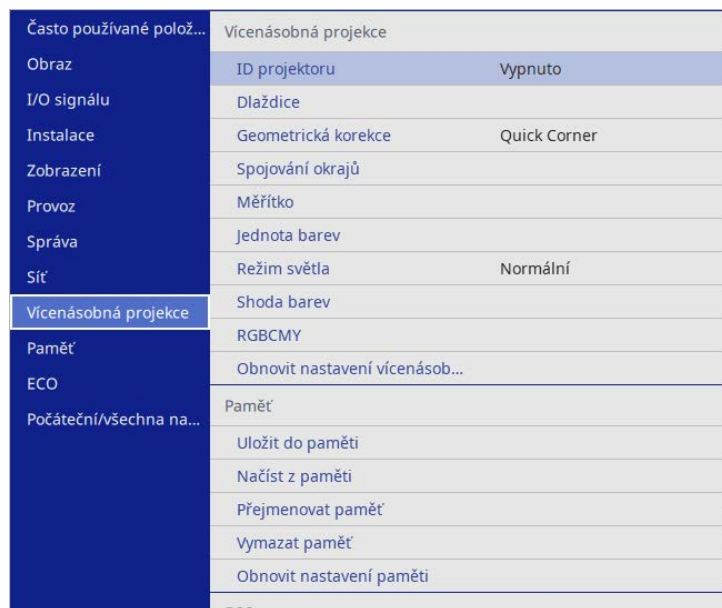 Často používané polož...
Obraz
I/O signálu
Instalace
Zobrazení
Provoz
Správa
Síť
Vícenásobná projekce
Paměť
ECO
Počáteční/všechna na...
Vícenásobná projekce
ID projektoru Vypnuto
Dlaždice
Geometrická korekce Quick Corner
Spojování okrajů
Měřítko
Jednota barev
Režim světla Normální
Shoda barev
RGBCMY
Obnovit nastavení vícenásob...
Paměť
Uložit do paměti
Načíst z paměti
Přejmenovat paměť
Vymazat paměť
Obnovit nastavení paměti